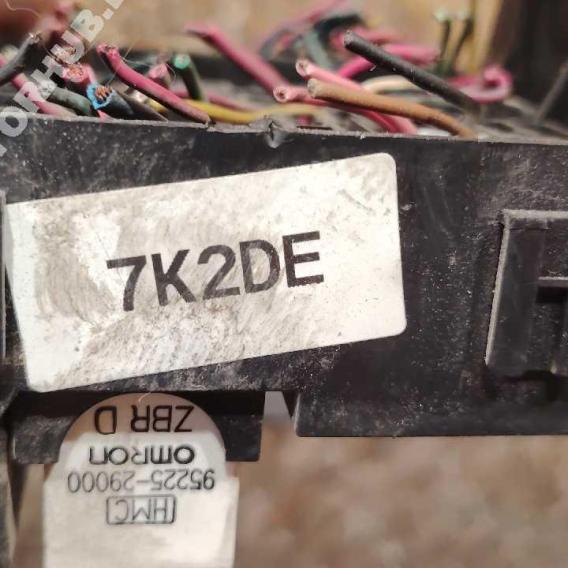 7K2DE
ZBR D
OMRON
95225-29000
HMC